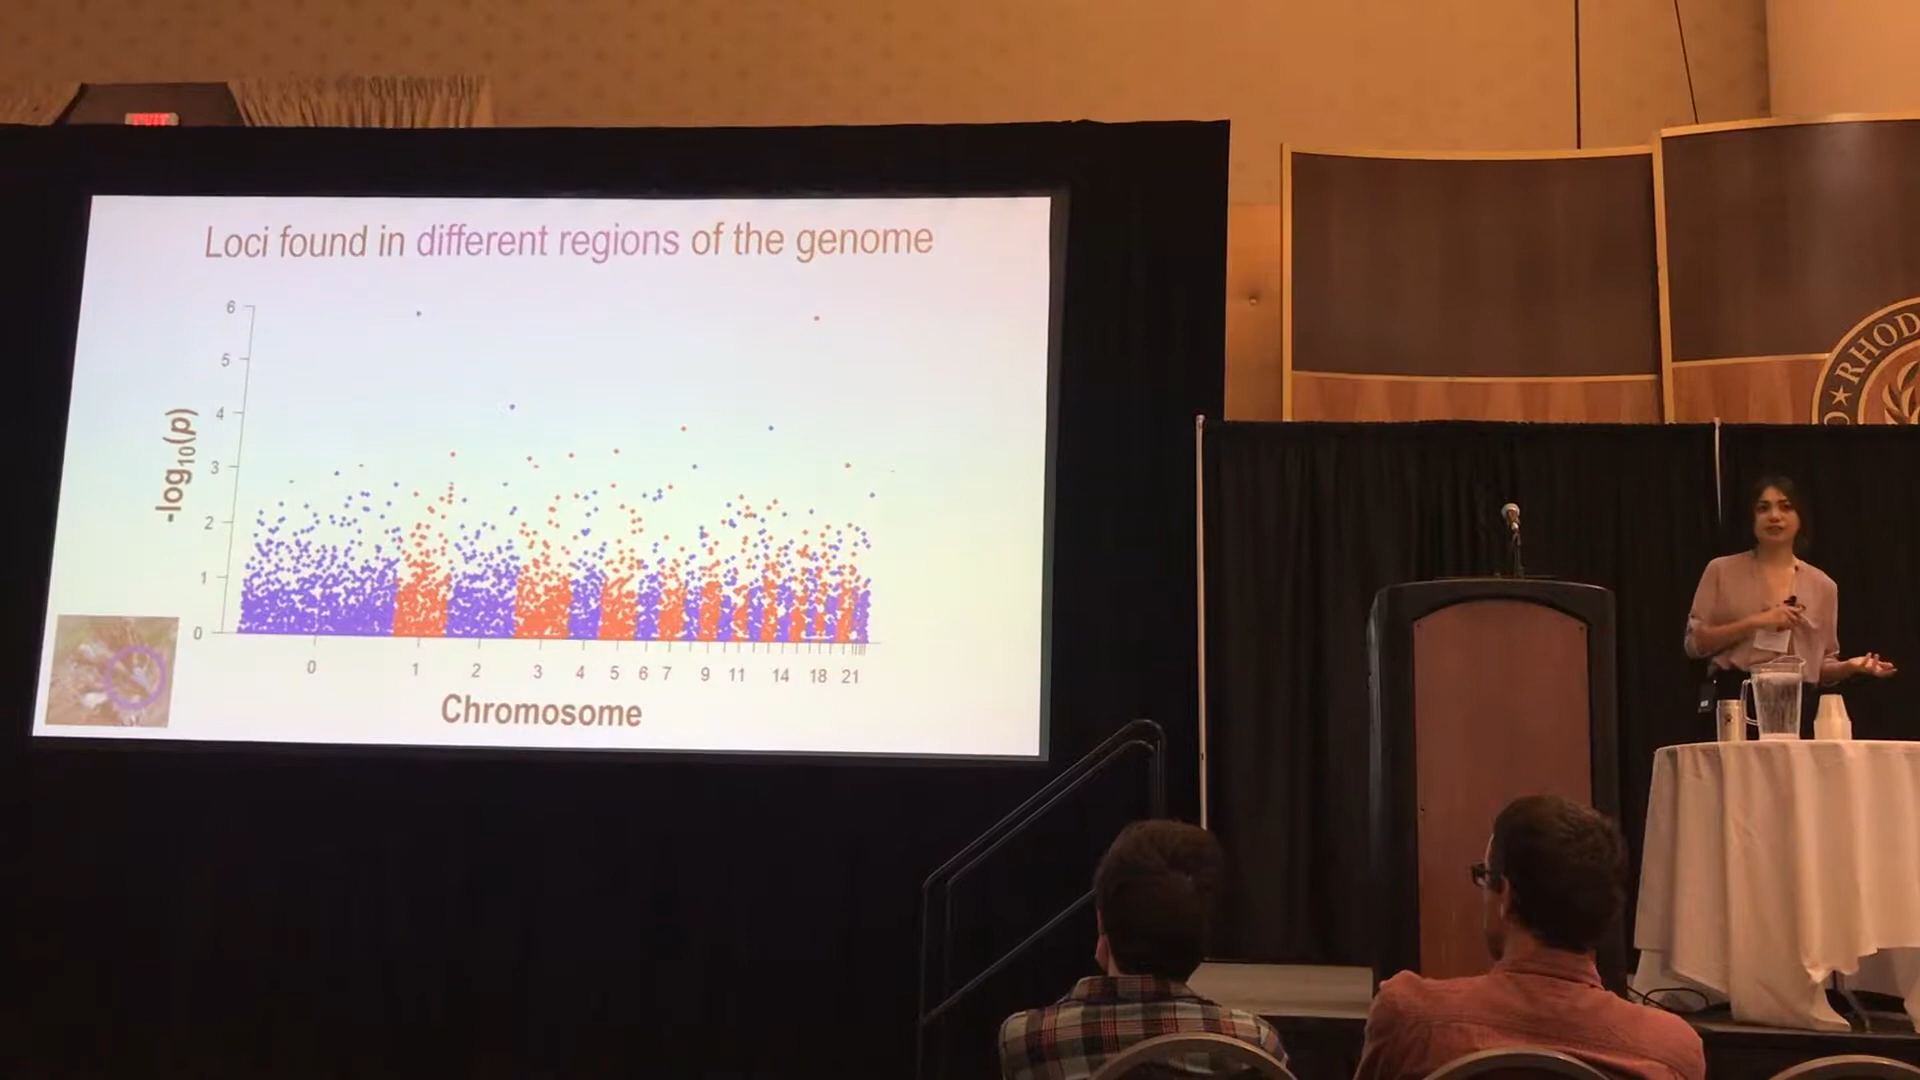 EXIT
Loci found in different regions of the genome
6
5
4
3
2
1
0
-log10(p)
0 1 2 3 4 5 6 7 9 11 14 18 21
Chromosome
RHOD